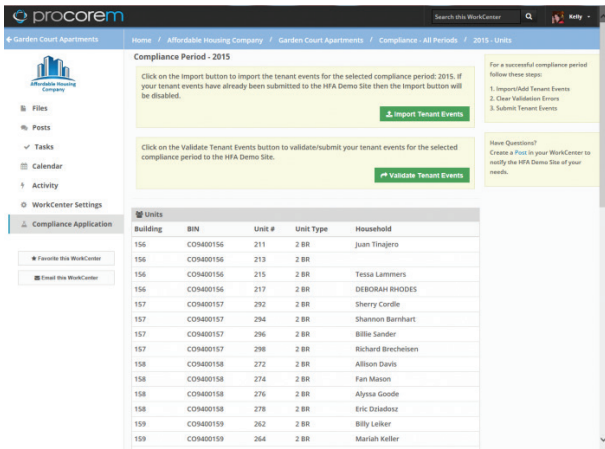 procorem
Search this WorkCenter
Kelly
Garden Court Apartments
Home / Affordable Housing Company / Garden Court Apartments / Compliance - All Periods / 2015 - Units
Affordable Housing
Company
Files
Posts
Tasks
Calendar
Activity
WorkCenter Settings
Compliance Application
Favorite this WorkCenter
Email this WorkCenter
Compliance Period - 2015
Click on the Import button to import the tenant events for the selected compliance period: 2015. If
your tenant events have already been submitted to the HFA Demo Site then the Import button will
be disabled.
Import Tenant Events
Click on the Validate Tenant Events button to validate/submit your tenant events for the selected
compliance period to the HFA Demo Site.
Validate Tenant Events
For a successful compliance period
follow these steps:
1. Import/Add Tenant Events
2. Clear Validation Errors
3. Submit Tenant Events
Have Questions?
Create a Post in your WorkCenter to
notify the HFA Demo Site of your
needs.
Units
Building BIN Unit # Unit Type Household
156 CO9400156 211 2 BR Juan Tinajero
156 CO9400156 213 2 BR
156 CO9400156 215 2 BR Tessa Lammers
156 CO9400156 217 2 BR DEBORAH RHODES
157 CO9400157 292 2 BR Sherry Cordle
157 CO9400157 294 2 BR Shannon Barnhart
157 CO9400157 296 2 BR Billie Sander
157 CO9400157 298 2 BR Richard Brecheisen
158 CO9400158 272 2 BR Allison Davis
158 CO9400158 274 2 BR Fan Mason
158 CO9400158 276 2 BR Alyssa Goode
158 CO9400158 278 2 BR Eric Dziadosz
159 CO9400159 262 2 BR Billy Leiker
159 CO9400159 264 2 BR Mariah Keller